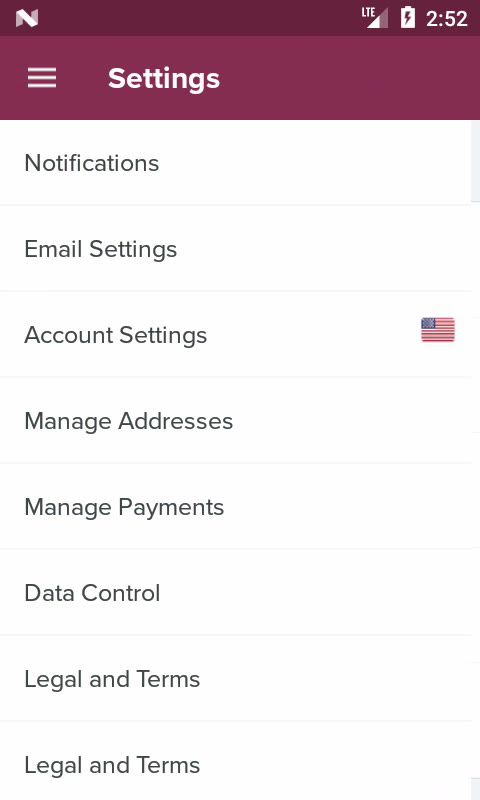 LTE 2:52
Settings
Notifications
Email Settings
Account Settings
Manage Addresses
Manage Payments
Data Control
Legal and Terms
Legal and Terms